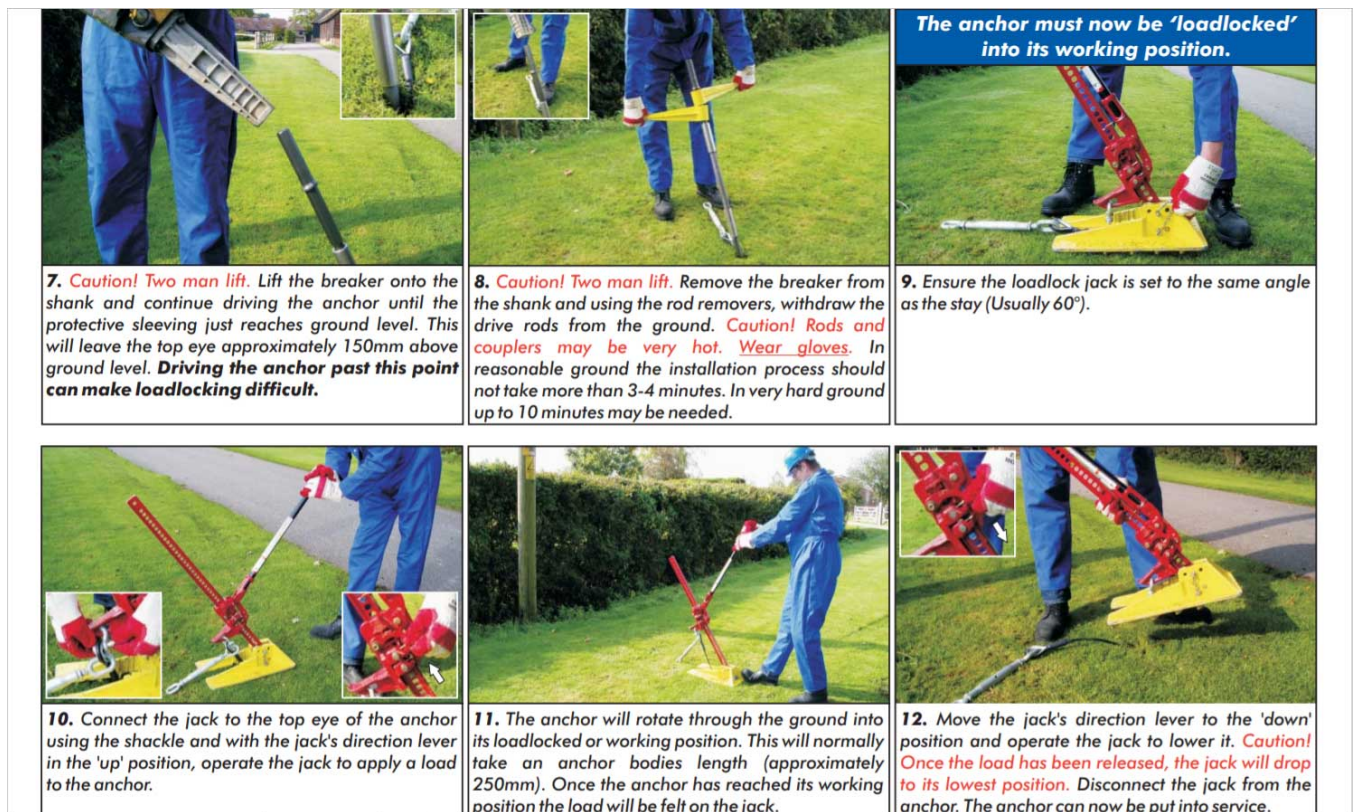 The anchor must now be 'loadlocked'
into its working position.
7. Caution! Two man lift. Lift the breaker onto the
shank and continue driving the anchor until the
protective sleeving just reaches ground level. This
will leave the top eye approximately 150mm above
ground level. Driving the anchor past this point
can make loadlocking difficult.
8. Caution! Two man lift. Remove the breaker from
the shank and using the rod removers, withdraw the
drive rods from the ground. Caution! Rods and
couplers may be very hot. Wear gloves. In
reasonable ground the installation process should
not take more than 3-4 minutes. In very hard ground
up to 10 minutes may be needed.
9. Ensure the loadlock jack is set to the same angle
as the stay (Usually 60°).
10. Connect the jack to the top eye of the anchor
using the shackle and with the jack's direction lever
in the 'up' position, operate the jack to apply a load
to the anchor.
11. The anchor will rotate through the ground into
its loadlocked or working position. This will normally
take an anchor bodies length (approximately
250mm). Once the anchor has reached its working
position the load will be felt on the jack.
12. Move the jack's direction lever to the 'down'
position and operate the jack to lower it. Caution!
Once the load has been released, the jack will drop
to its lowest position. Disconnect the jack from the
anchor. The anchor can now be put into service.